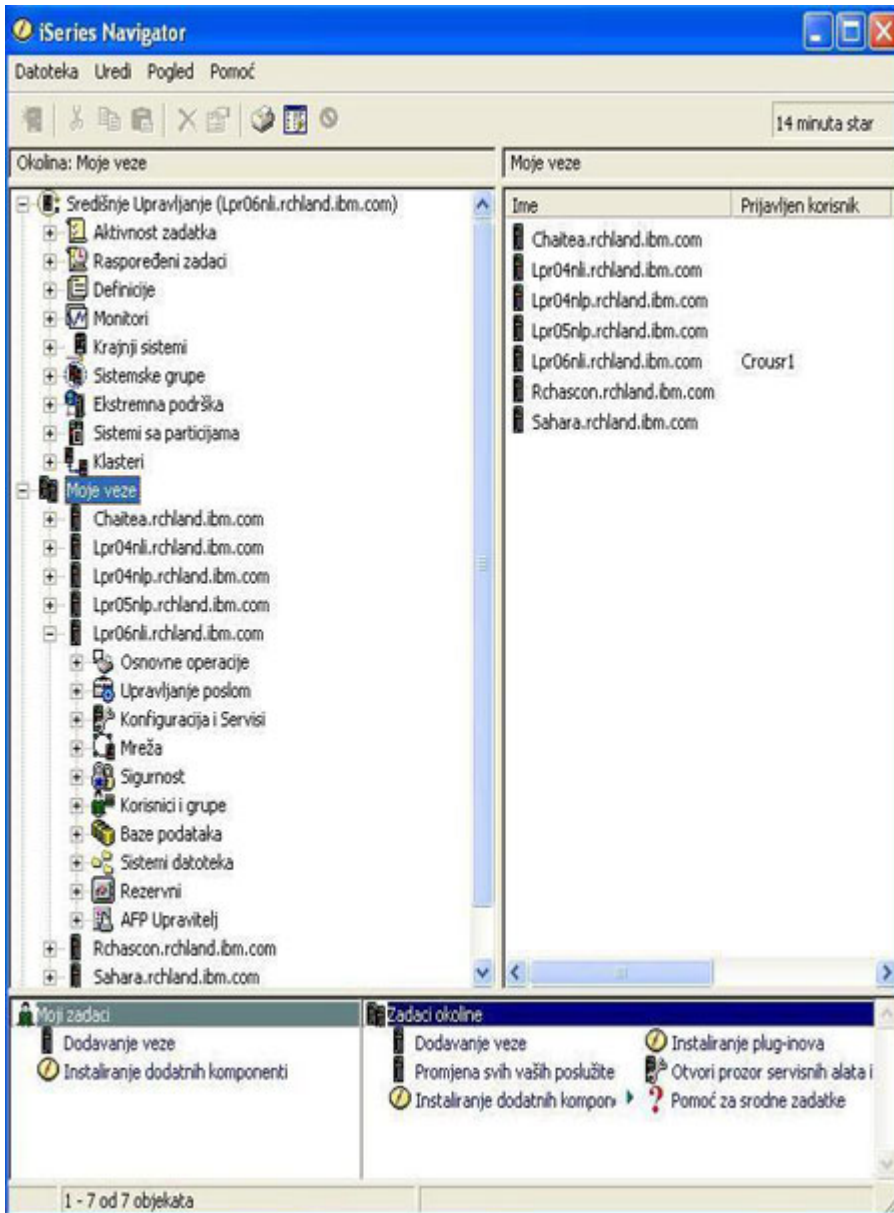 iSeries Navigator
Datoteka Uredi Pogled Pomoć
14 minuta star
Okolina: Moje veze
Moje veze
Središnje Upravljanje (Lpr06nli.rchland.ibm.com)
Aktivnost zadatka
Raspoređeni zadaci
Definicije
Monitori
Krajnji sistemi
Sistemske grupe
Ekstremna podrška
Sistemi sa particijama
Klasteri
Moje veze
Chaitea.rchland.ibm.com
Lpr04nli.rchland.ibm.com
Lpr04nlp.rchland.ibm.com
Lpr05nlp.rchland.ibm.com
Lpr06nli.rchland.ibm.com
Osnovne operacije
Upravljanje poslom
Konfiguracija i Servisi
Mreža
Sigurnost
Korisnici i grupe
Baze podataka
Sistemi datoteka
Rezervni
AFP Upravitelj
Rchascon.rchland.ibm.com
Sahara.rchland.ibm.com
Ime Prijavljen korisnik
Chaitea.rchland.ibm.com
Lpr04nli.rchland.ibm.com
Lpr04nlp.rchland.ibm.com
Lpr05nlp.rchland.ibm.com
Lpr06nli.rchland.ibm.com Crousr1
Rchascon.rchland.ibm.com
Sahara.rchland.ibm.com
Moji zadaci
Dodavanje veze
Instaliranje dodatnih komponenti
Zadaci okoline
Dodavanje veze
Promjena svih vaših poslužite
Instaliranje dodatnih kompon
Instaliranje plug-inova
Otvori prozor servisnih alata i
Pomoć za srodne zadatke
1 - 7 od 7 objekata